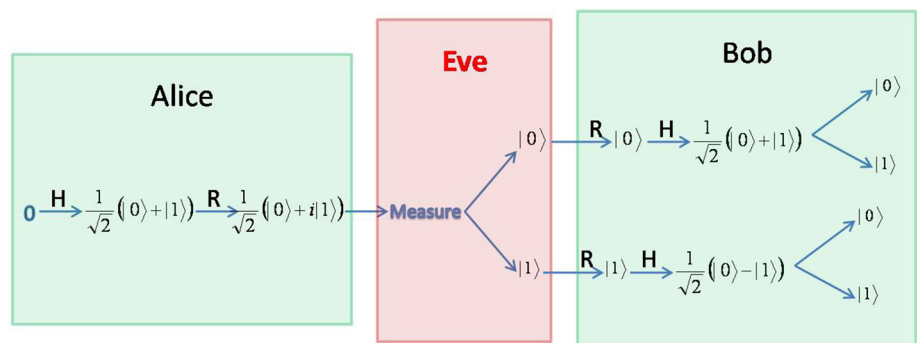 Alice
0 H 1/√2 (|0⟩+|1⟩) R 1/√2 (|0⟩+i|1⟩)
Eve
Measure
|0⟩
|1⟩
Bob
R |0⟩ H 1/√2 (|0⟩+|1⟩)
|0⟩
|1⟩
R |1⟩ H 1/√2 (|0⟩−|1⟩)
|0⟩
|1⟩